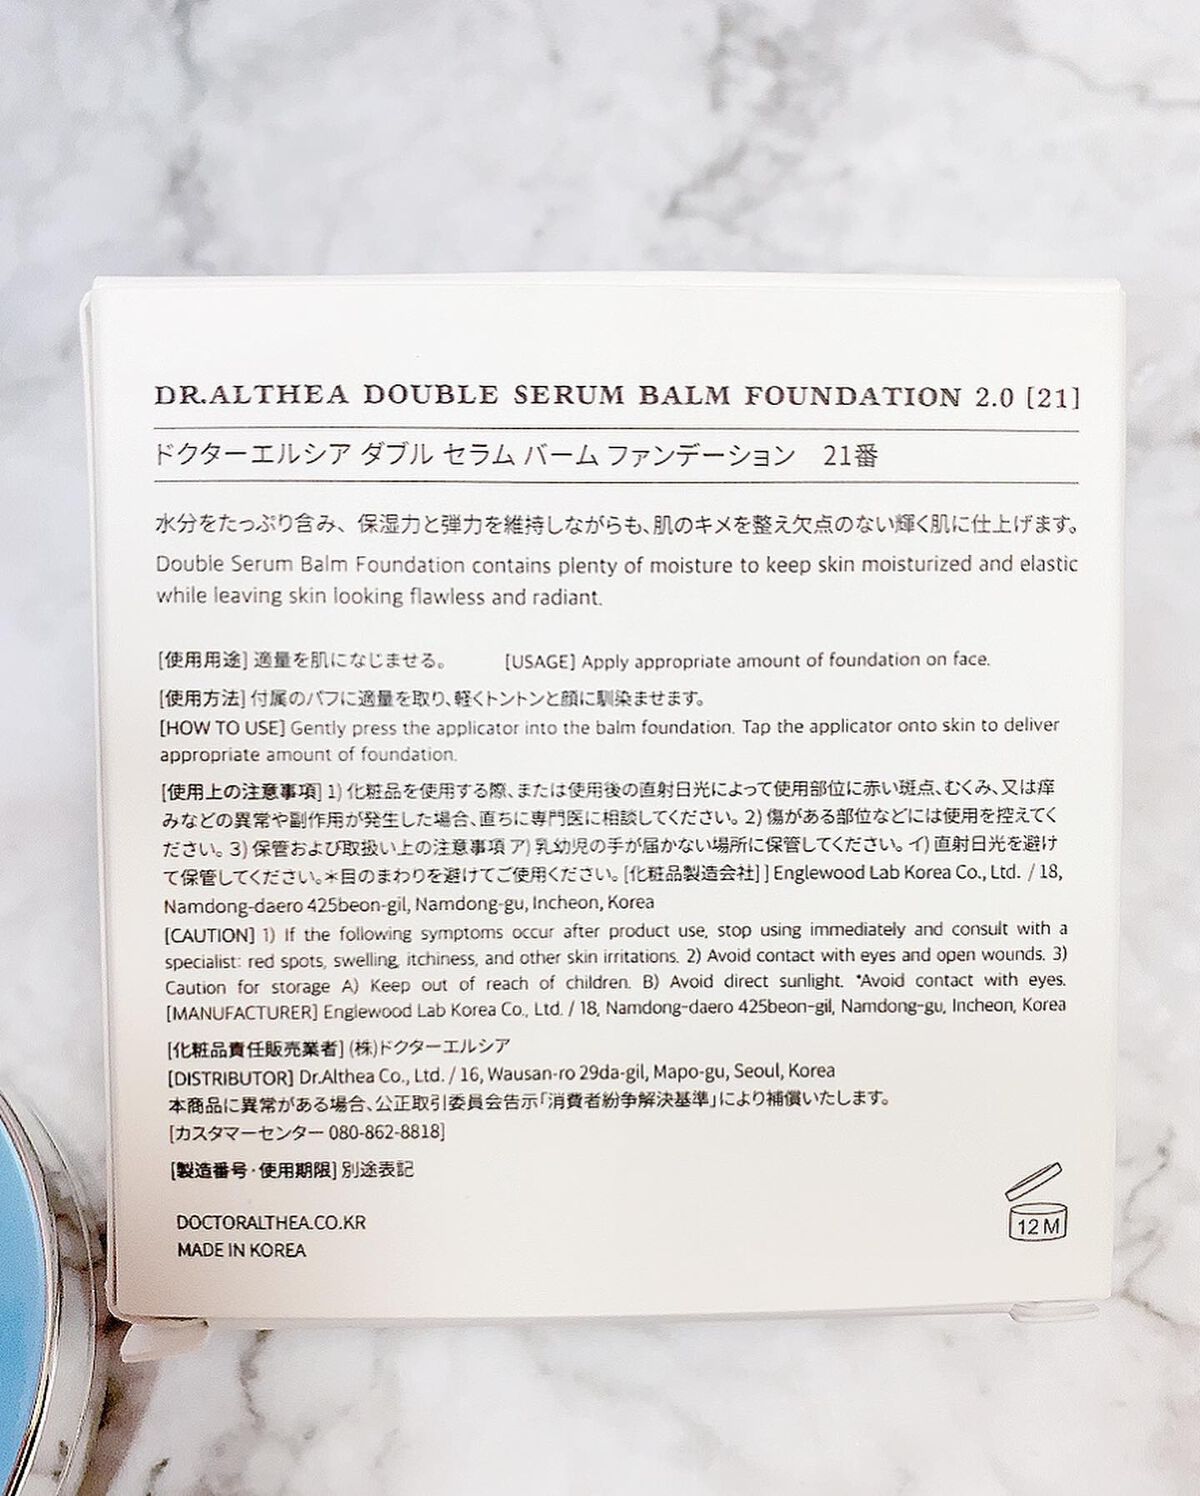 DR.ALTHEA DOUBLE SERUM BALM FOUNDATION 2.0 [21]
ドクターエルシア ダブル セラム バーム ファンデーション 21番
水分をたっぷり含み、保湿力と弾力を維持しながらも、肌のキメを整え欠点のない輝く肌に仕上げます。
Double Serum Balm Foundation contains plenty of moisture to keep skin moisturized and elastic
while leaving skin looking flawless and radiant.
[使用用途] 適量を肌になじませる。 [USAGE] Apply appropriate amount of foundation on face.
[使用方法] 付属のパフに適量を取り、軽くトントンと顔に馴染ませます。
[HOW TO USE] Gently press the applicator into the balm foundation. Tap the applicator onto skin to deliver
appropriate amount of foundation.
[使用上の注意事項] 1) 化粧品を使用する際、または使用後の直射日光によって使用部位に赤い斑点、むくみ、又は痒
みなどの異常や副作用が発生した場合、直ちに専門医に相談してください。2) 傷がある部位などには使用を控えてく
ださい。3) 保管および取扱い上の注意事項 ア) 乳幼児の手が届かない場所に保管してください。イ) 直射日光を避け
て保管してください。*目のまわりを避けてご使用ください。[化粧品製造会社] ] Englewood Lab Korea Co., Ltd. / 18,
Namdong-daero 425beon-gil, Namdong-gu, Incheon, Korea
[CAUTION] 1) If the following symptoms occur after product use, stop using immediately and consult with a
specialist: red spots, swelling, itchiness, and other skin irritations. 2) Avoid contact with eyes and open wounds. 3)
Caution for storage A) Keep out of reach of children. B) Avoid direct sunlight. *Avoid contact with eyes.
[MANUFACTURER] Englewood Lab Korea Co., Ltd. / 18, Namdong-daero 425beon-gil, Namdong-gu, Incheon, Korea
[化粧品責任販売業者] (株)ドクターエルシア
[DISTRIBUTOR] Dr.Althea Co., Ltd. / 16, Wausan-ro 29da-gil, Mapo-gu, Seoul, Korea
本商品に異常がある場合、公正取引委員会告示「消費者紛争解決基準」により補償いたします。
[カスタマーセンター 080-862-8818]
[製造番号・使用期限] 別途表記
DOCTORALTHEA.CO.KR
MADE IN KOREA
12 M